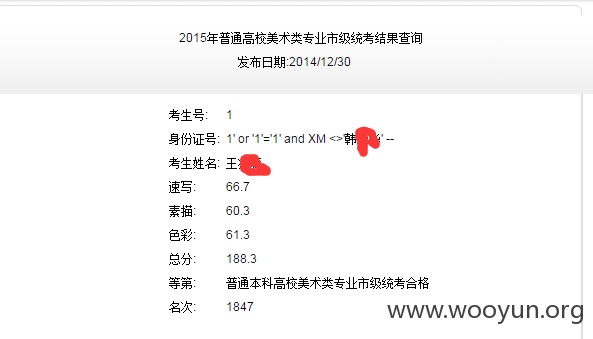 2015年普通高校美术类专业市级统考结果查询
发布日期:2014/12/30
考生号: 1
身份证号: 1' or '1'='1' and XM <>'韩' --
考生姓名: 王
速写: 66.7
素描: 60.3
色彩: 61.3
总分: 188.3
等第: 普通本科高校美术类专业市级统考合格
名次: 1847
www.wooyun.org